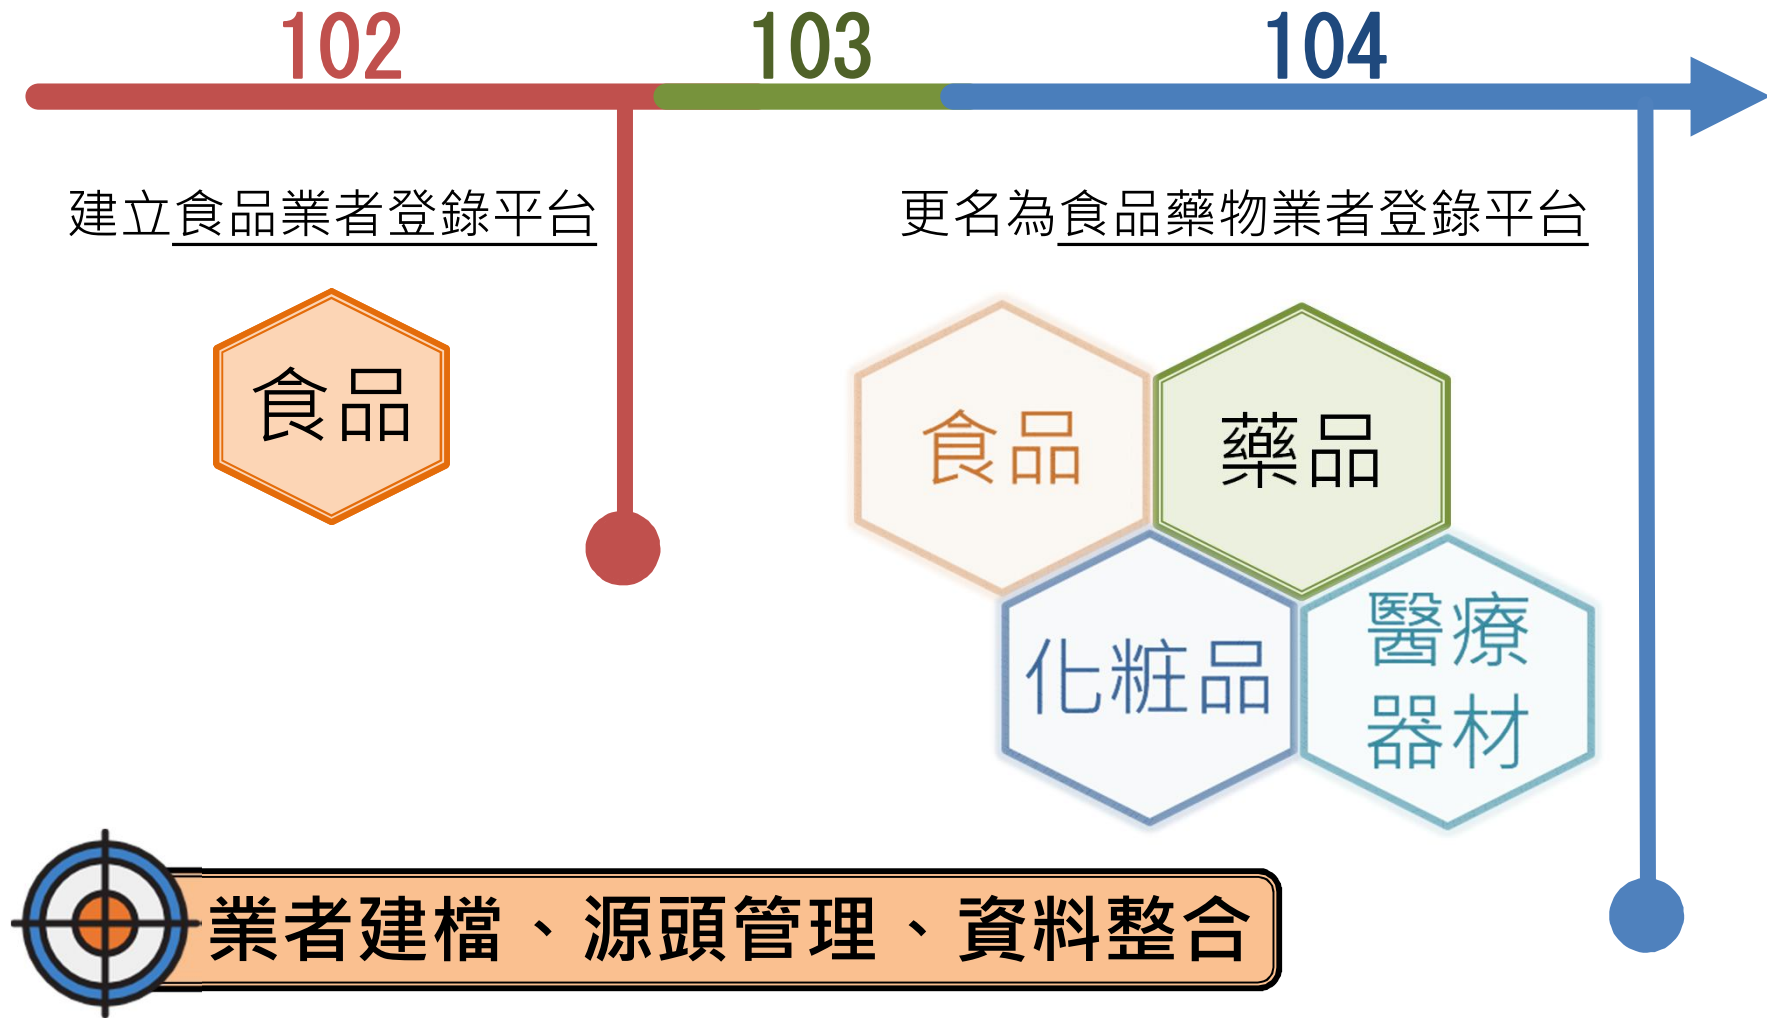 102
103
104
建立食品業者登錄平台
更名為食品藥物業者登錄平台
食品
食品
藥品
化粧品
醫療
器材
業者建檔、源頭管理、資料整合